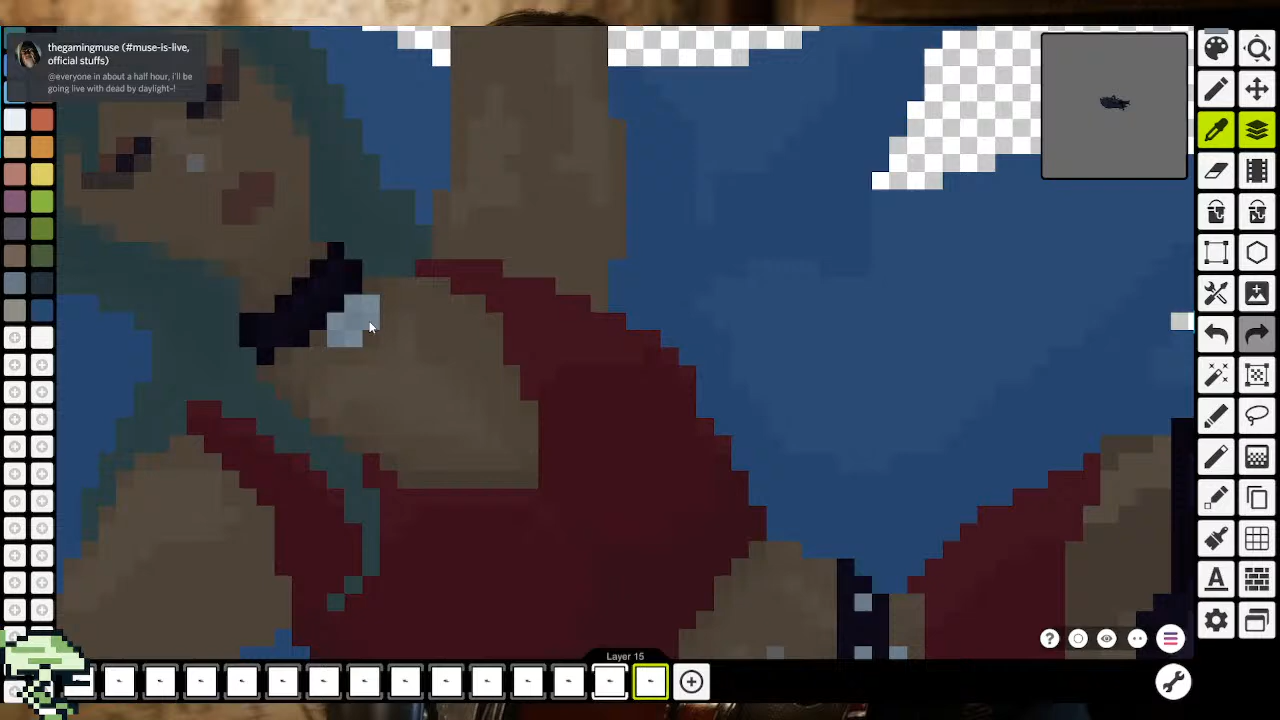 thegamingmuse (#muse-is-live,
official stuffs)
@everyone in about a half hour, i'll be
going live with dead by daylight~!
Layer 15